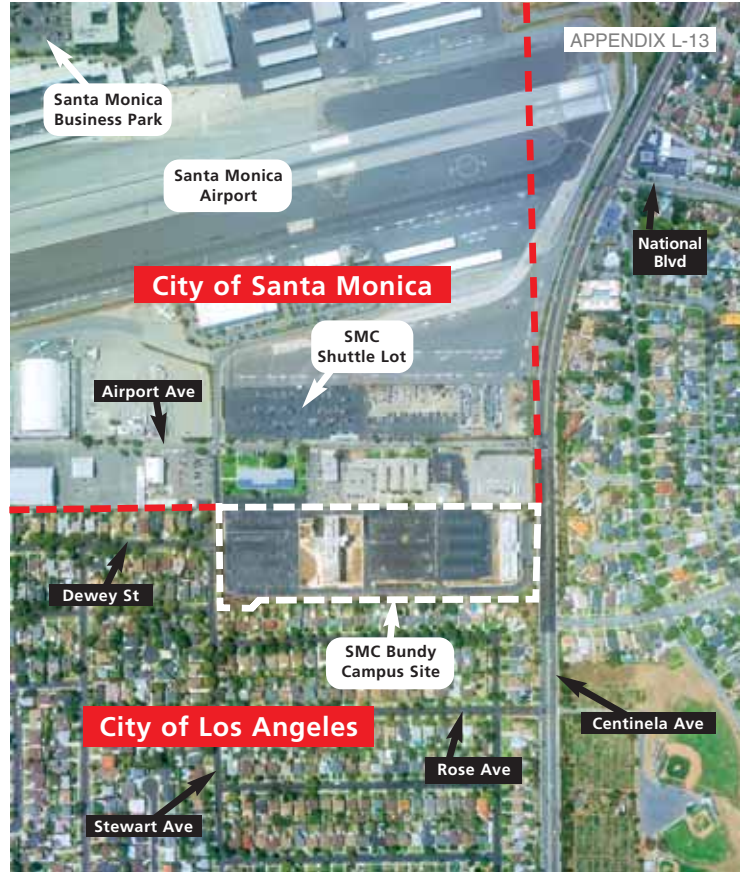 APPENDIX L-13
Santa Monica
Business Park
Santa Monica
Airport
National
Blvd
City of Santa Monica
SMC
Shuttle Lot
Airport Ave
Dewey St
SMC Bundy
Campus Site
City of Los Angeles
Centinela Ave
Rose Ave
Stewart Ave